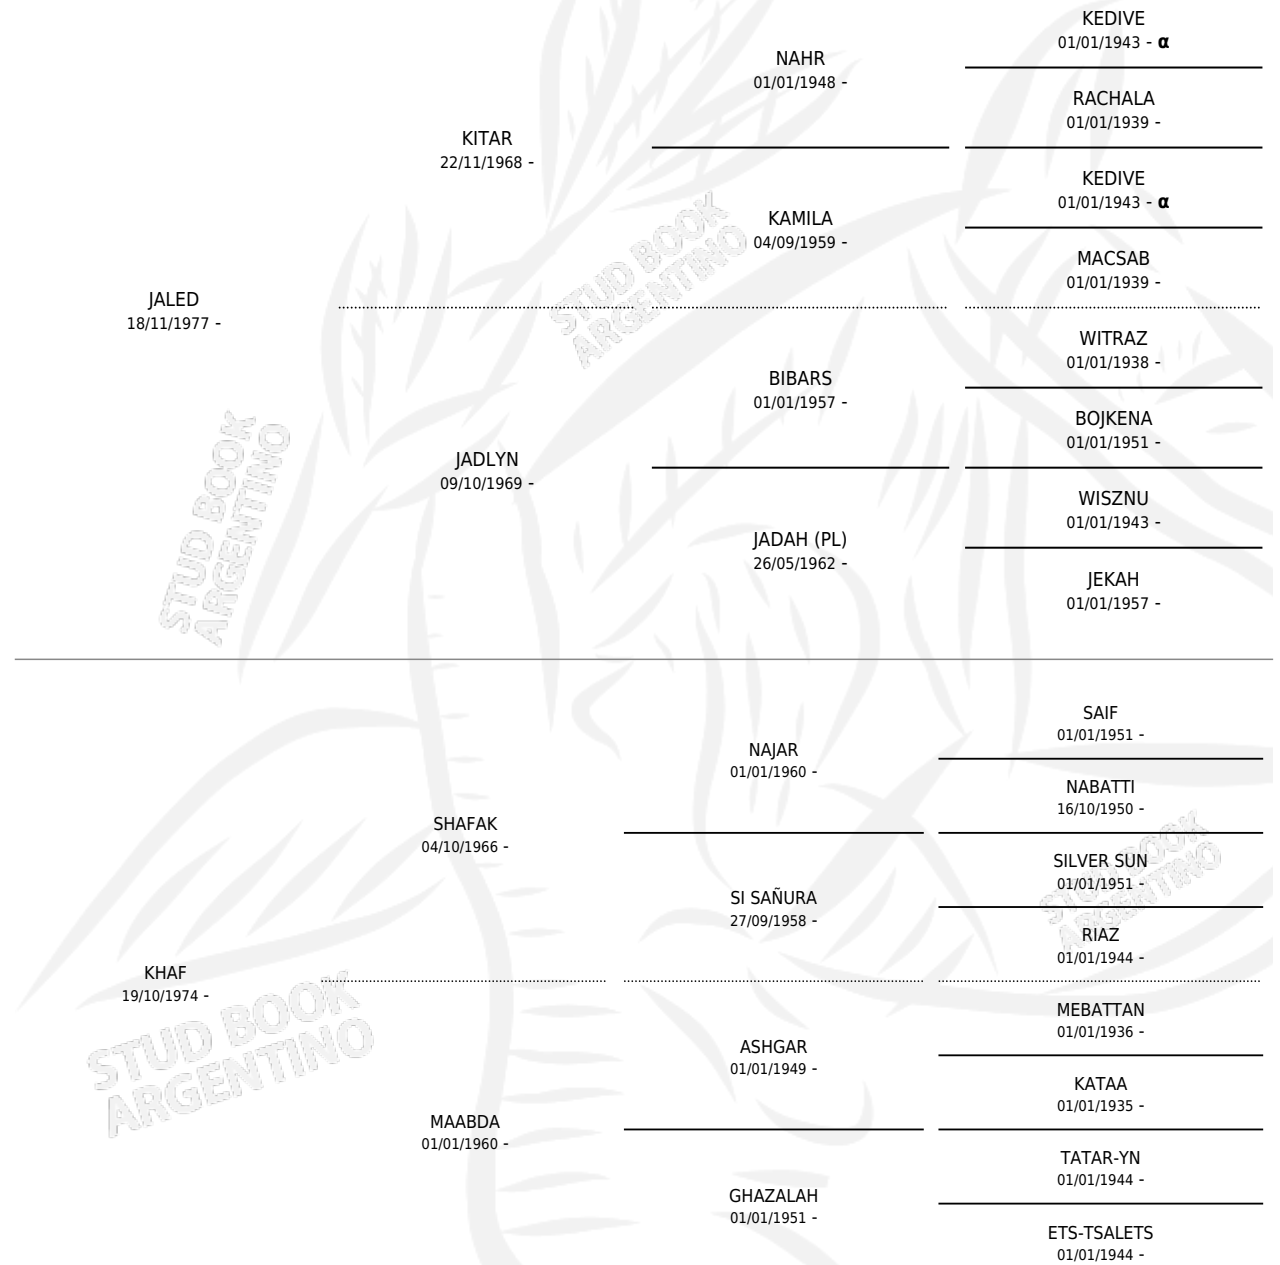 KEDIVE
01/01/1943 - α
NAHR
01/01/1948 -
RACHALA
01/01/1939 -
KITAR
22/11/1968 -
KEDIVE
01/01/1943 - α
KAMILA
04/09/1959 -
MACSAB
01/01/1939 -
JALED
18/11/1977 -
WITRAZ
01/01/1938 -
BIBARS
01/01/1957 -
BOJKENA
01/01/1951 -
JADLYN
09/10/1969 -
WISZNU
01/01/1943 -
JADAH (PL)
26/05/1962 -
JEKAH
01/01/1957 -
SAIF
01/01/1951 -
NAJAR
01/01/1960 -
NABATTI
16/10/1950 -
SHAFAK
04/10/1966 -
SILVER SUN
01/01/1951 -
SI SAÑURA
27/09/1958 -
RIAZ
01/01/1944 -
KHAF
19/10/1974 -
MEBATTAN
01/01/1936 -
ASHGAR
01/01/1949 -
KATAA
01/01/1935 -
MAABDA
01/01/1960 -
TATAR-YN
01/01/1944 -
GHAZALAH
01/01/1951 -
ETS-TSALETS
01/01/1944 -
STUD BOOK
ARGENTINO
STUD BOOK
ARGENTINO
STUD BOOK
ARGENTINO
STUD BOOK
ARGENTINO